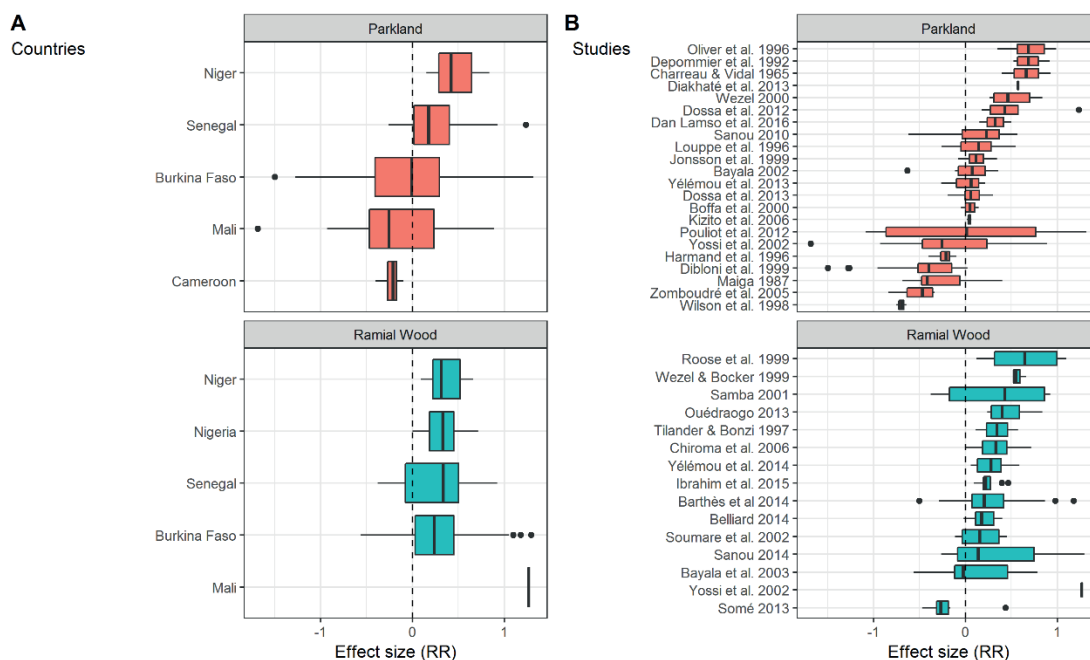 A
Countries
Parkland
Niger
Senegal
Burkina Faso
Mali
Cameroon
Ramial Wood
Niger
Nigeria
Senegal
Burkina Faso
Mali
-1
0
1
Effect size (RR)
B
Studies
Parkland
Oliver et al. 1996
Depommier et al. 1992
Charreau & Vidal 1965
Diakhaté et al. 2013
Wezel 2000
Dossa et al. 2012
Dan Lamso et al. 2016
Sanou 2010
Louppe et al. 1996
Jonsson et al. 1999
Bayala 2002
Yélémou et al. 2013
Dossa et al. 2013
Boffa et al. 2000
Kizito et al. 2006
Pouliot et al. 2012
Yossi et al. 2002
Harmand et al. 1996
Dibloni et al. 1999
Maiga 1987
Zomboudré et al. 2005
Wilson et al. 1998
Ramial Wood
Roose et al. 1999
Wezel & Bocker 1999
Samba 2001
Ouédraogo 2013
Tilander & Bonzi 1997
Chiroma et al. 2006
Yélémou et al. 2014
Ibrahim et al. 2015
Barthès et al 2014
Belliard 2014
Soumare et al. 2002
Sanou 2014
Bayala et al. 2003
Yossi et al. 2002
Somé 2013
-1
0
1
Effect size (RR)